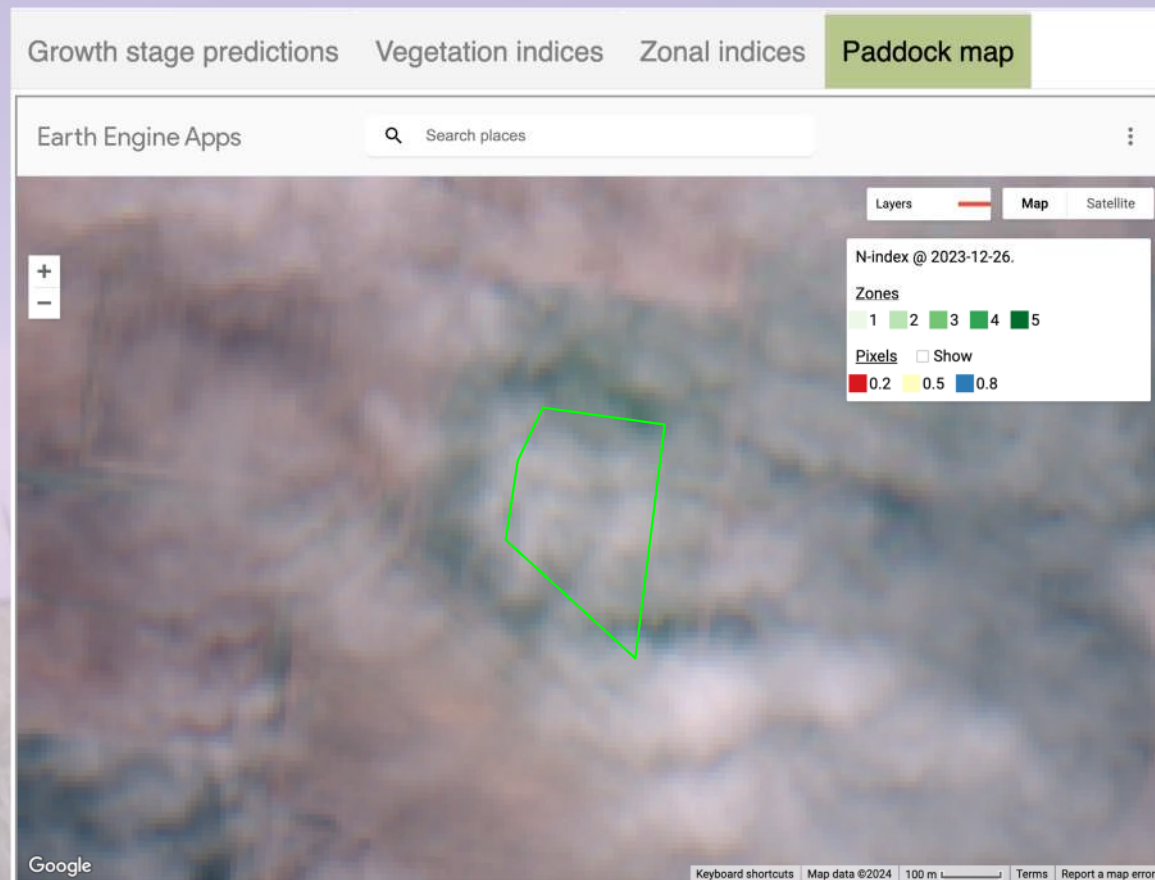 Growth stage predictions Vegetation indices Zonal indices Paddock map
Earth Engine Apps Search places
Layers Map Satellite
+
−
N-index @ 2023-12-26.
Zones
1 2 3 4 5
Pixels Show
0.2 0.5 0.8
Google Keyboard shortcuts Map data ©2024 100 m Terms Report a map error